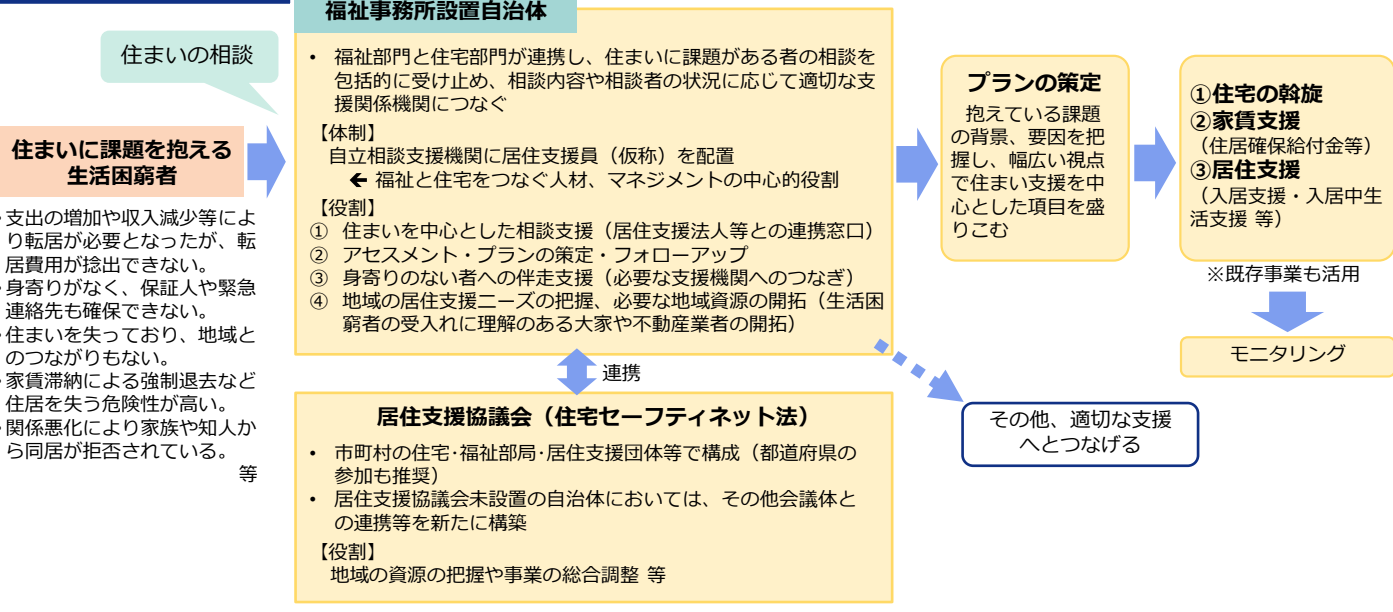 住まいの相談
住まいに課題を抱える
生活困窮者
・支出の増加や収入減少等によ
り転居が必要となったが、転
居費用が捻出できない。
・身寄りがなく、保証人や緊急
連絡先も確保できない。
・住まいを失っており、地域と
のつながりもない。
・家賃滞納による強制退去など
住居を失う危険性が高い。
・関係悪化により家族や知人か
ら同居が拒否されている。
等
福祉事務所設置自治体
• 福祉部門と住宅部門が連携し、住まいに課題がある者の相談を
包括的に受け止め、相談内容や相談者の状況に応じて適切な支
援関係機関につなぐ
【体制】
自立相談支援機関に居住支援員（仮称）を配置
← 福祉と住宅をつなぐ人材、マネジメントの中心的役割
【役割】
① 住まいを中心とした相談支援（居住支援法人等との連携窓口）
② アセスメント・プランの策定・フォローアップ
③ 身寄りのない者への伴走支援（必要な支援機関へのつなぎ）
④ 地域の居住支援ニーズの把握、必要な地域資源の開拓（生活困
窮者の受入れに理解のある大家や不動産業者の開拓）
連携
居住支援協議会（住宅セーフティネット法）
• 市町村の住宅･福祉部局･居住支援団体等で構成（都道府県の
参加も推奨）
• 居住支援協議会未設置の自治体においては、その他会議体と
の連携等を新たに構築
【役割】
地域の資源の把握や事業の総合調整 等
プランの策定
抱えている課題
の背景、要因を把
握し、幅広い視点
で住まい支援を中
心とした項目を盛
りこむ
①住宅の斡旋
②家賃支援
（住居確保給付金等）
③居住支援
（入居支援・入居中生
活支援 等）
※既存事業も活用
モニタリング
その他、適切な支援
へとつなげる